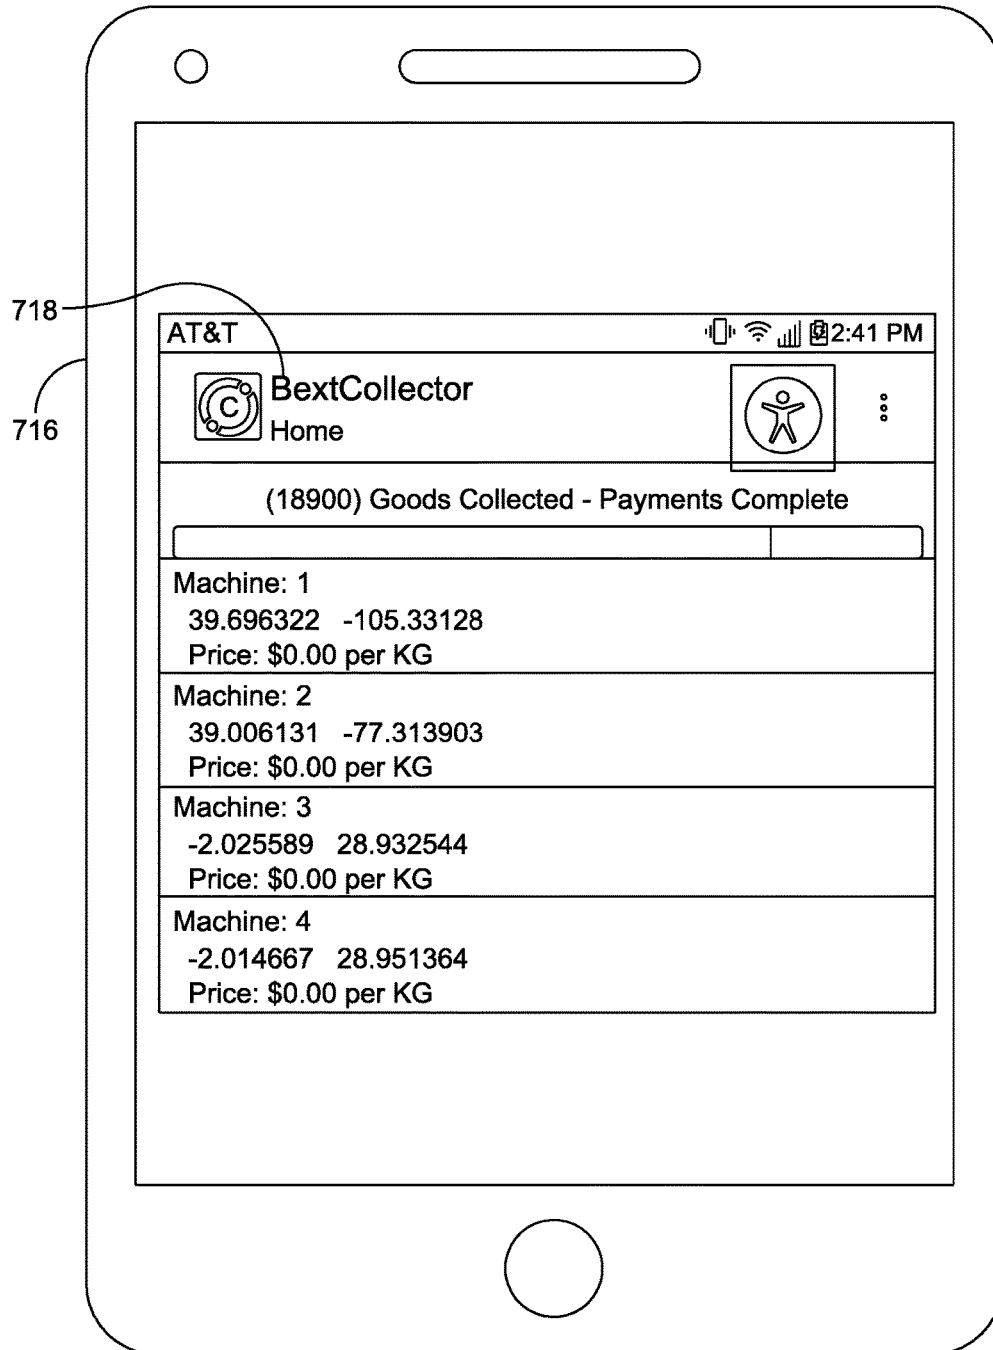 718
716
AT&T 2:41 PM
C
BextCollector
Home
(18900) Goods Collected - Payments Complete
Machine: 1
39.696322 -105.33128
Price: $0.00 per KG
Machine: 2
39.006131 -77.313903
Price: $0.00 per KG
Machine: 3
-2.025589 28.932544
Price: $0.00 per KG
Machine: 4
-2.014667 28.951364
Price: $0.00 per KG